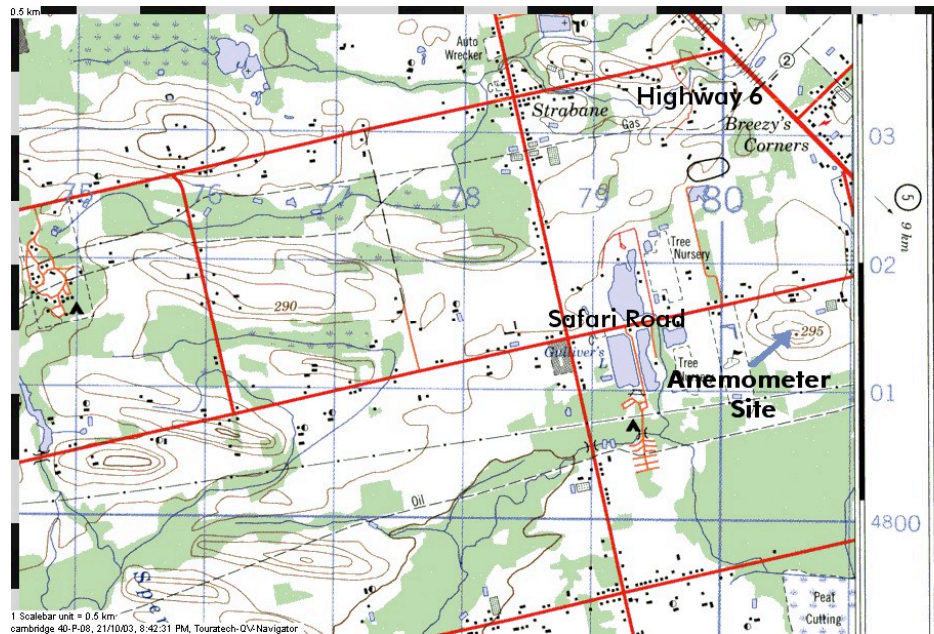 0.5 km
Auto
Wrecker
2
Highway 6
Strabane
Gas
Breezy's
Corners
03
75
76
77
78
79
80
5
9 km
Tree
Nursery
02
290
Safari Road
295
Gulliver's
L
Tree
Anemometer
Site
01
Oil
4800
Sper
Peat
Cutting
1 Scalebar unit = 0.5 km
cambridge 40-P-08, 21/10/03, 8:42:31 PM, Touratech-QV-Navigator